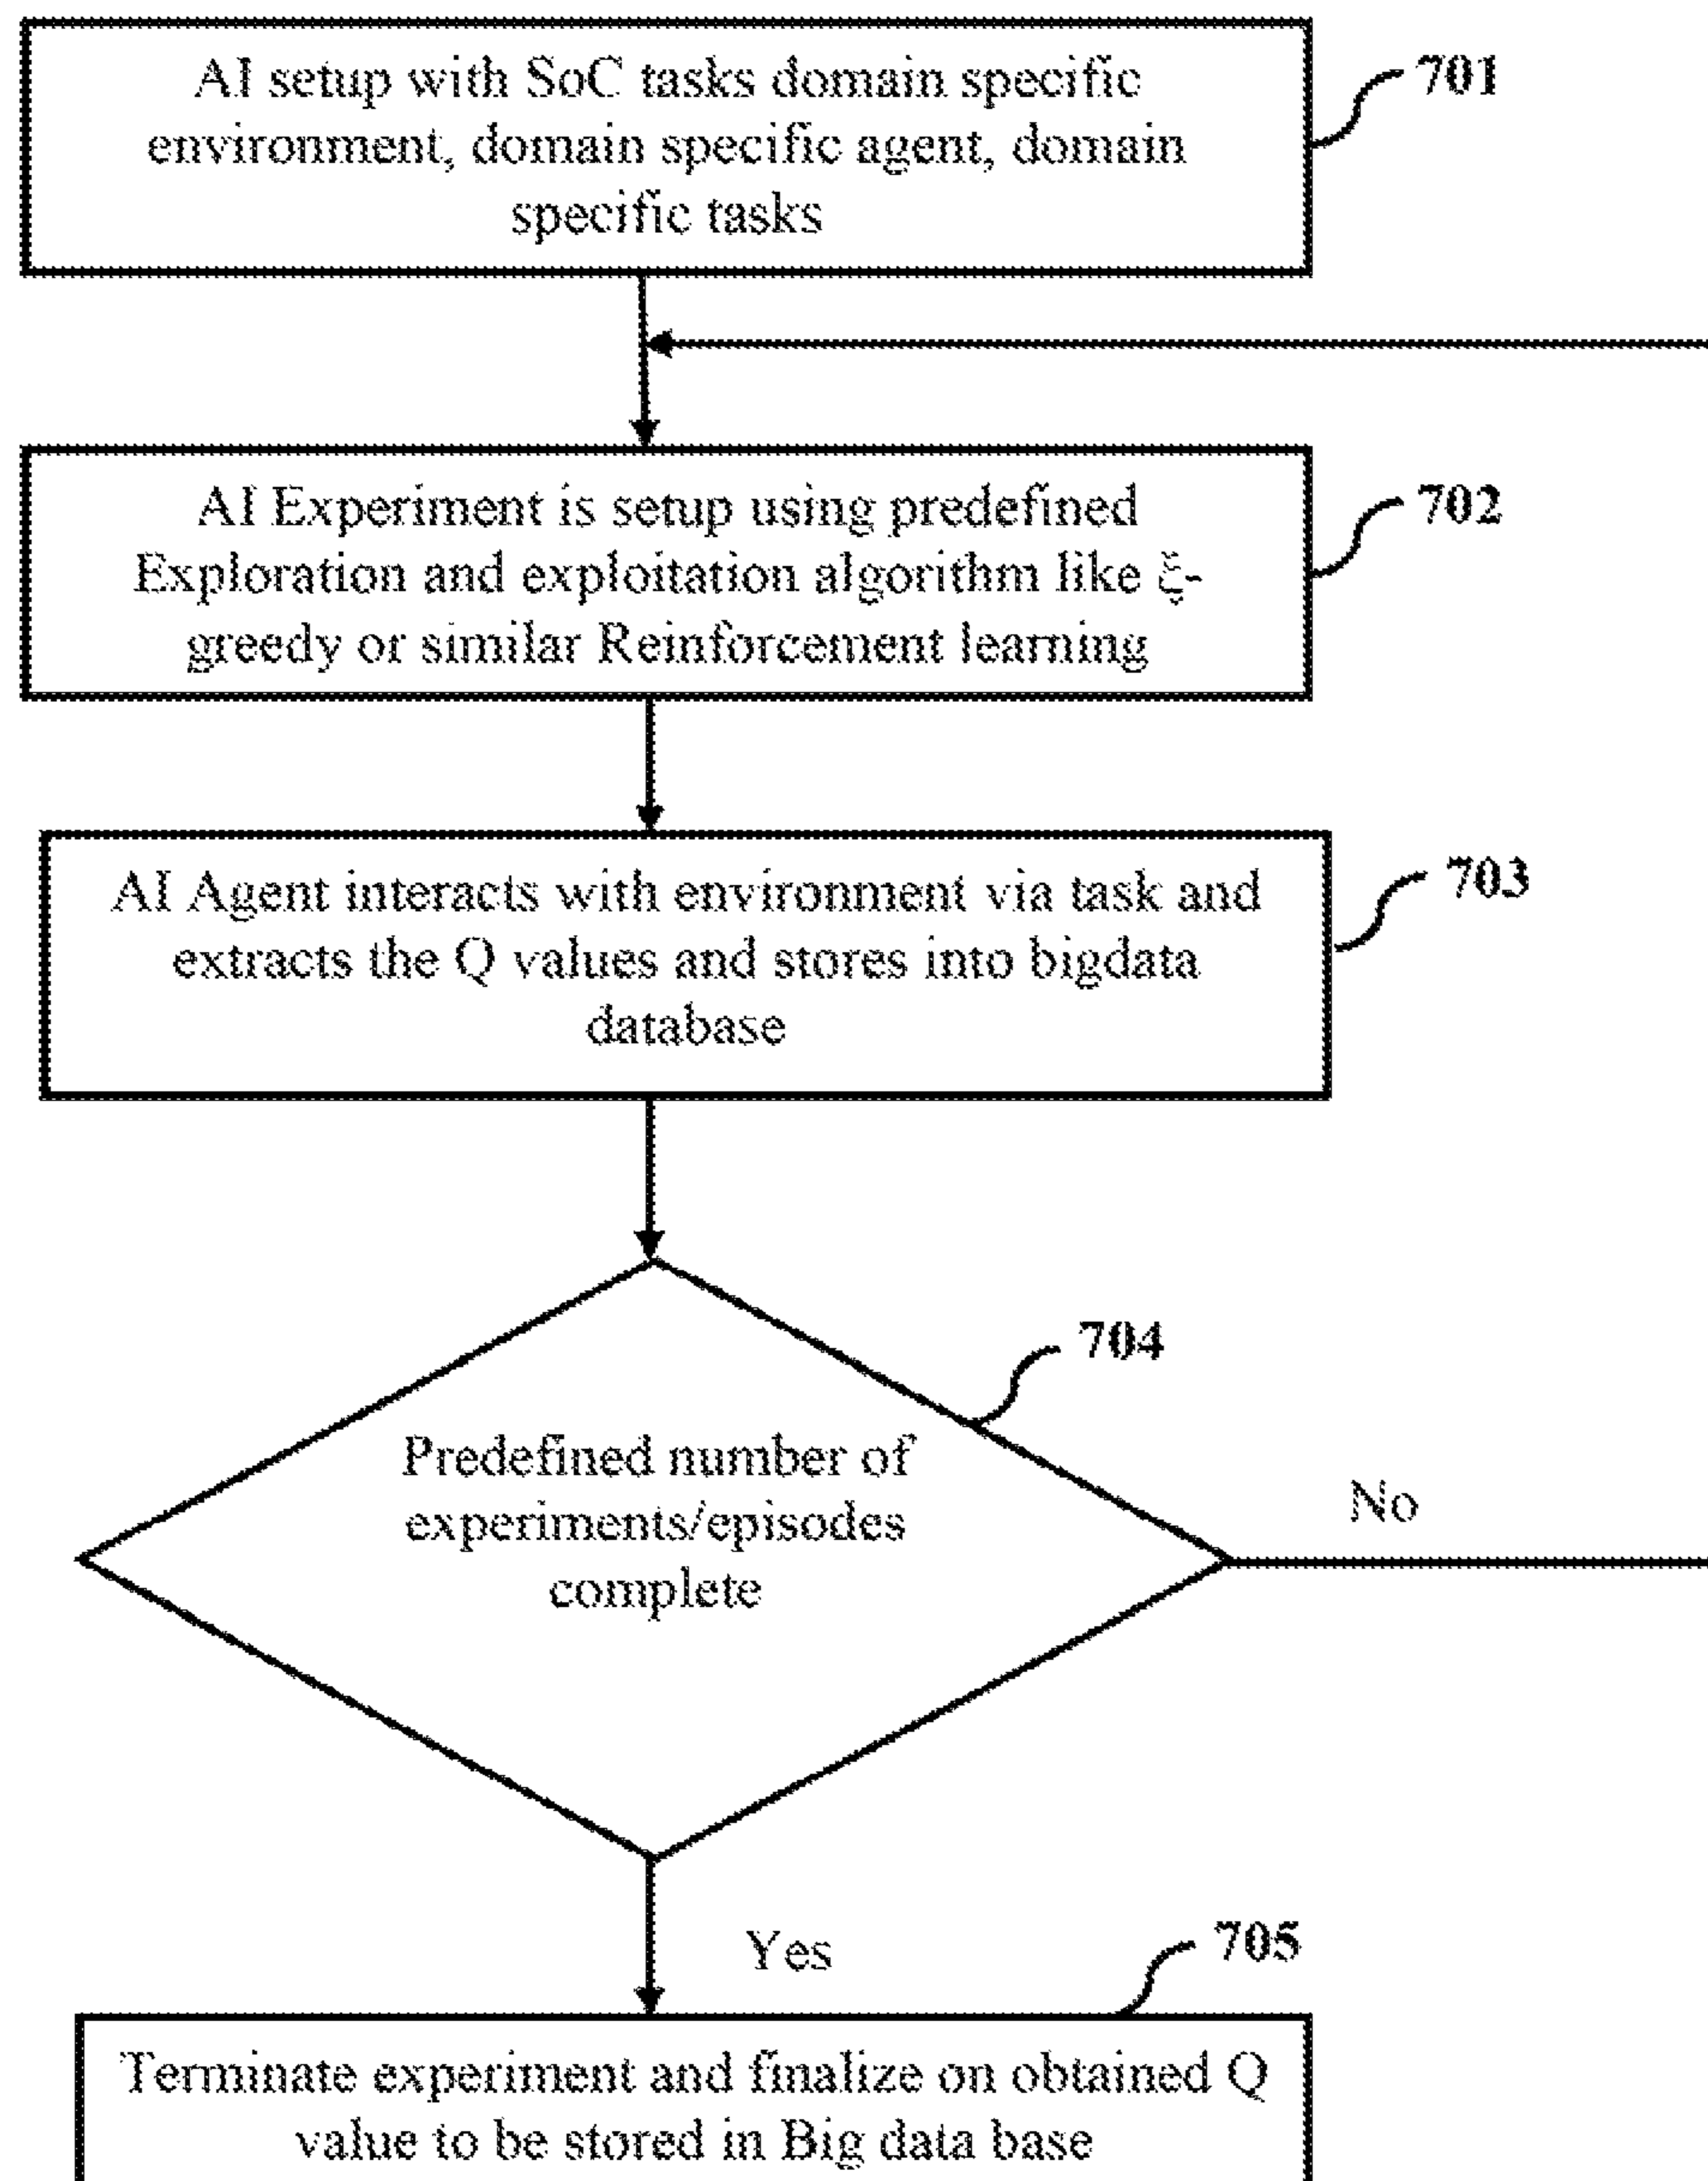 AI setup with SoC tasks domain specific
environment, domain specific agent, domain
specific tasks
701
AI Experiment is setup using predefined
Exploration and exploitation algorithm like ξ-
greedy or similar Reinforcement learning
702
AI Agent interacts with environment via task and
extracts the Q values and stores into bigdata
database
703
704
Predefined number of
experiments/episodes
complete
No
Yes
705
Terminate experiment and finalize on obtained Q
value to be stored in Big data base